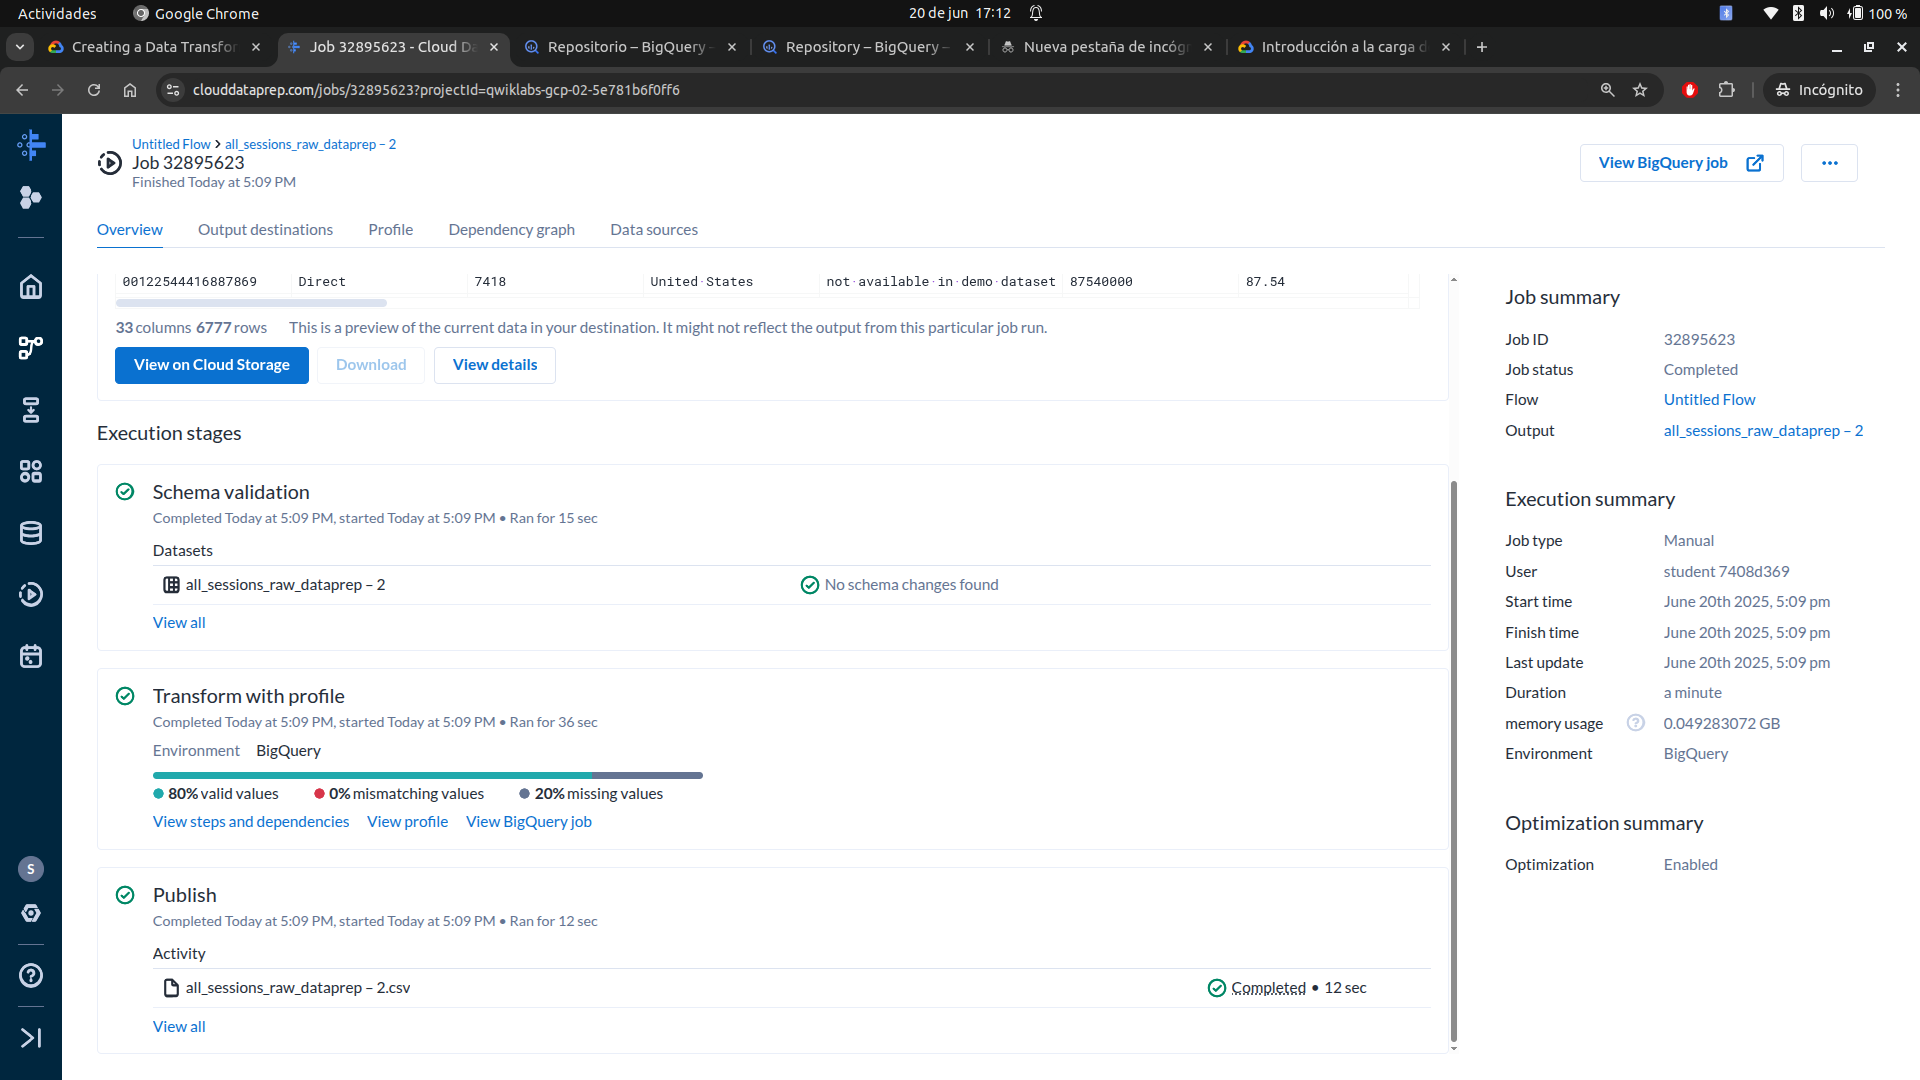 Actividades
Google Chrome
20 de jun 17:12
100 %
Creating a Data Transfor
Job 32895623 - Cloud Da
Repositorio – BigQuery –
Repository – BigQuery –
Nueva pestaña de incóg
Introducción a la carga d
clouddataprep.com/jobs/32895623?projectId=qwiklabs-gcp-02-5e781b6f0ff6
Incógnito
Untitled Flow > all_sessions_raw_dataprep – 2
Job 32895623
Finished Today at 5:09 PM
View BigQuery job
Overview
Output destinations
Profile
Dependency graph
Data sources
00122544416887869 Direct 7418 United·States not·available·in·demo·dataset 87540000 87.54
33 columns 6777 rows This is a preview of the current data in your destination. It might not reflect the output from this particular job run.
View on Cloud Storage
Download
View details
Execution stages
Schema validation
Completed Today at 5:09 PM, started Today at 5:09 PM • Ran for 15 sec
Datasets
all_sessions_raw_dataprep – 2
No schema changes found
View all
Transform with profile
Completed Today at 5:09 PM, started Today at 5:09 PM • Ran for 36 sec
Environment BigQuery
80% valid values 0% mismatching values 20% missing values
View steps and dependencies View profile View BigQuery job
Publish
Completed Today at 5:09 PM, started Today at 5:09 PM • Ran for 12 sec
Activity
all_sessions_raw_dataprep – 2.csv
Completed • 12 sec
View all
Job summary
Job ID 32895623
Job status Completed
Flow Untitled Flow
Output all_sessions_raw_dataprep – 2
Execution summary
Job type Manual
User student 7408d369
Start time June 20th 2025, 5:09 pm
Finish time June 20th 2025, 5:09 pm
Last update June 20th 2025, 5:09 pm
Duration a minute
memory usage ? 0.049283072 GB
Environment BigQuery
Optimization summary
Optimization Enabled
S